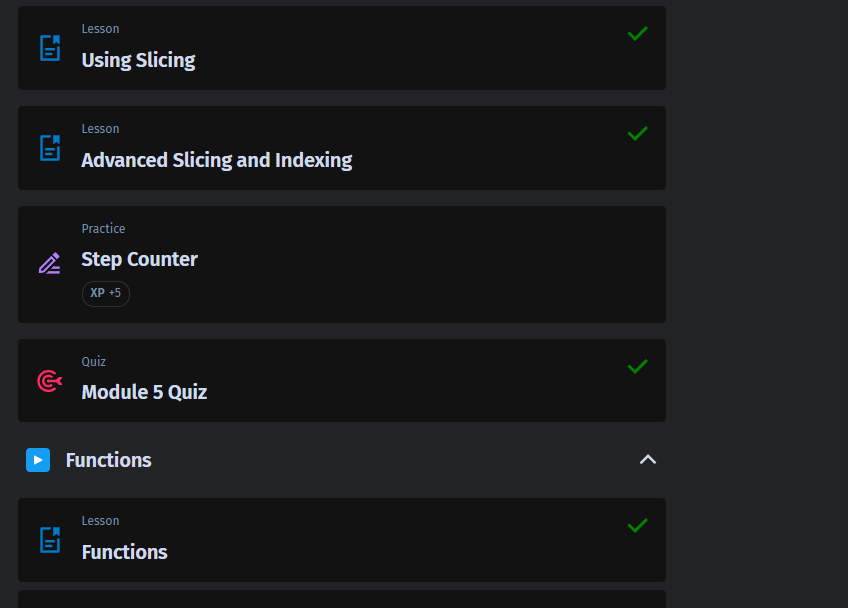 Lesson
Using Slicing
Lesson
Advanced Slicing and Indexing
Practice
Step Counter
XP +5
Quiz
Module 5 Quiz
Functions
Lesson
Functions